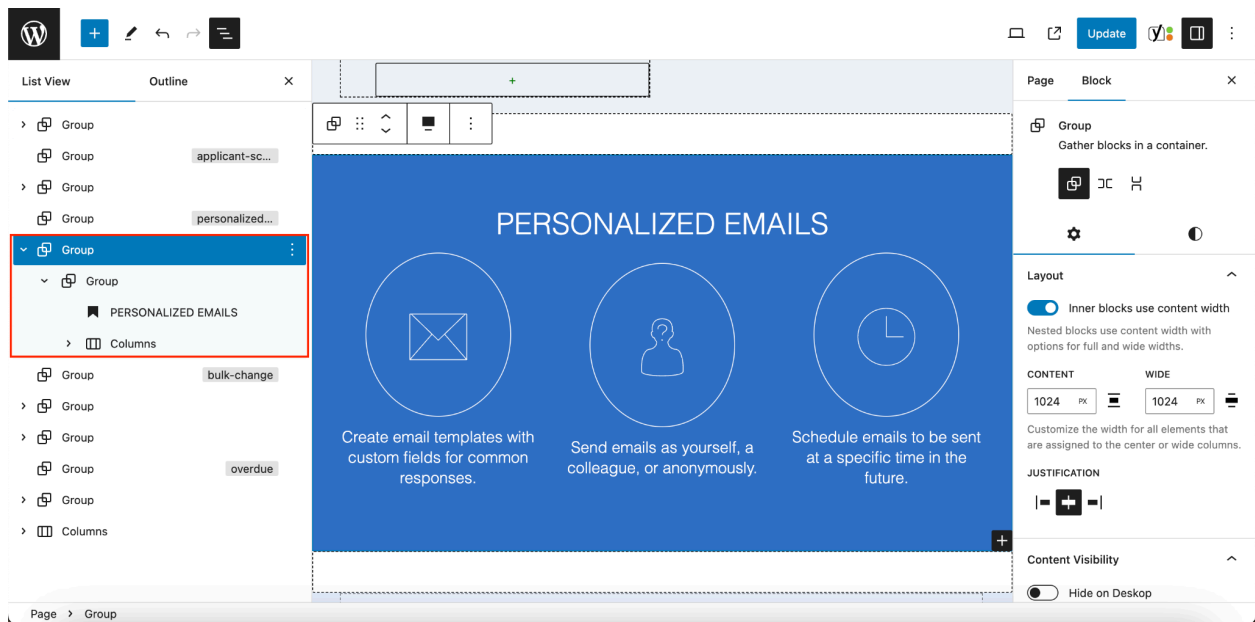 Update
List View
Outline
Page
Block
Group
Group
applicant-sc...
Group
Group
personalized...
Group
Group
PERSONALIZED EMAILS
Columns
Group
bulk-change
Group
Group
Group
overdue
Group
Columns
PERSONALIZED EMAILS
Create email templates with
custom fields for common
responses.
Send emails as yourself, a
colleague, or anonymously.
Schedule emails to be sent
at a specific time in the
future.
Group
Gather blocks in a container.
Layout
Inner blocks use content width
Nested blocks use content width with
options for full and wide widths.
CONTENT
WIDE
1024 PX
1024 PX
Customize the width for all elements that
are assigned to the center or wide columns.
JUSTIFICATION
Content Visibility
Hide on Deskop
Page > Group